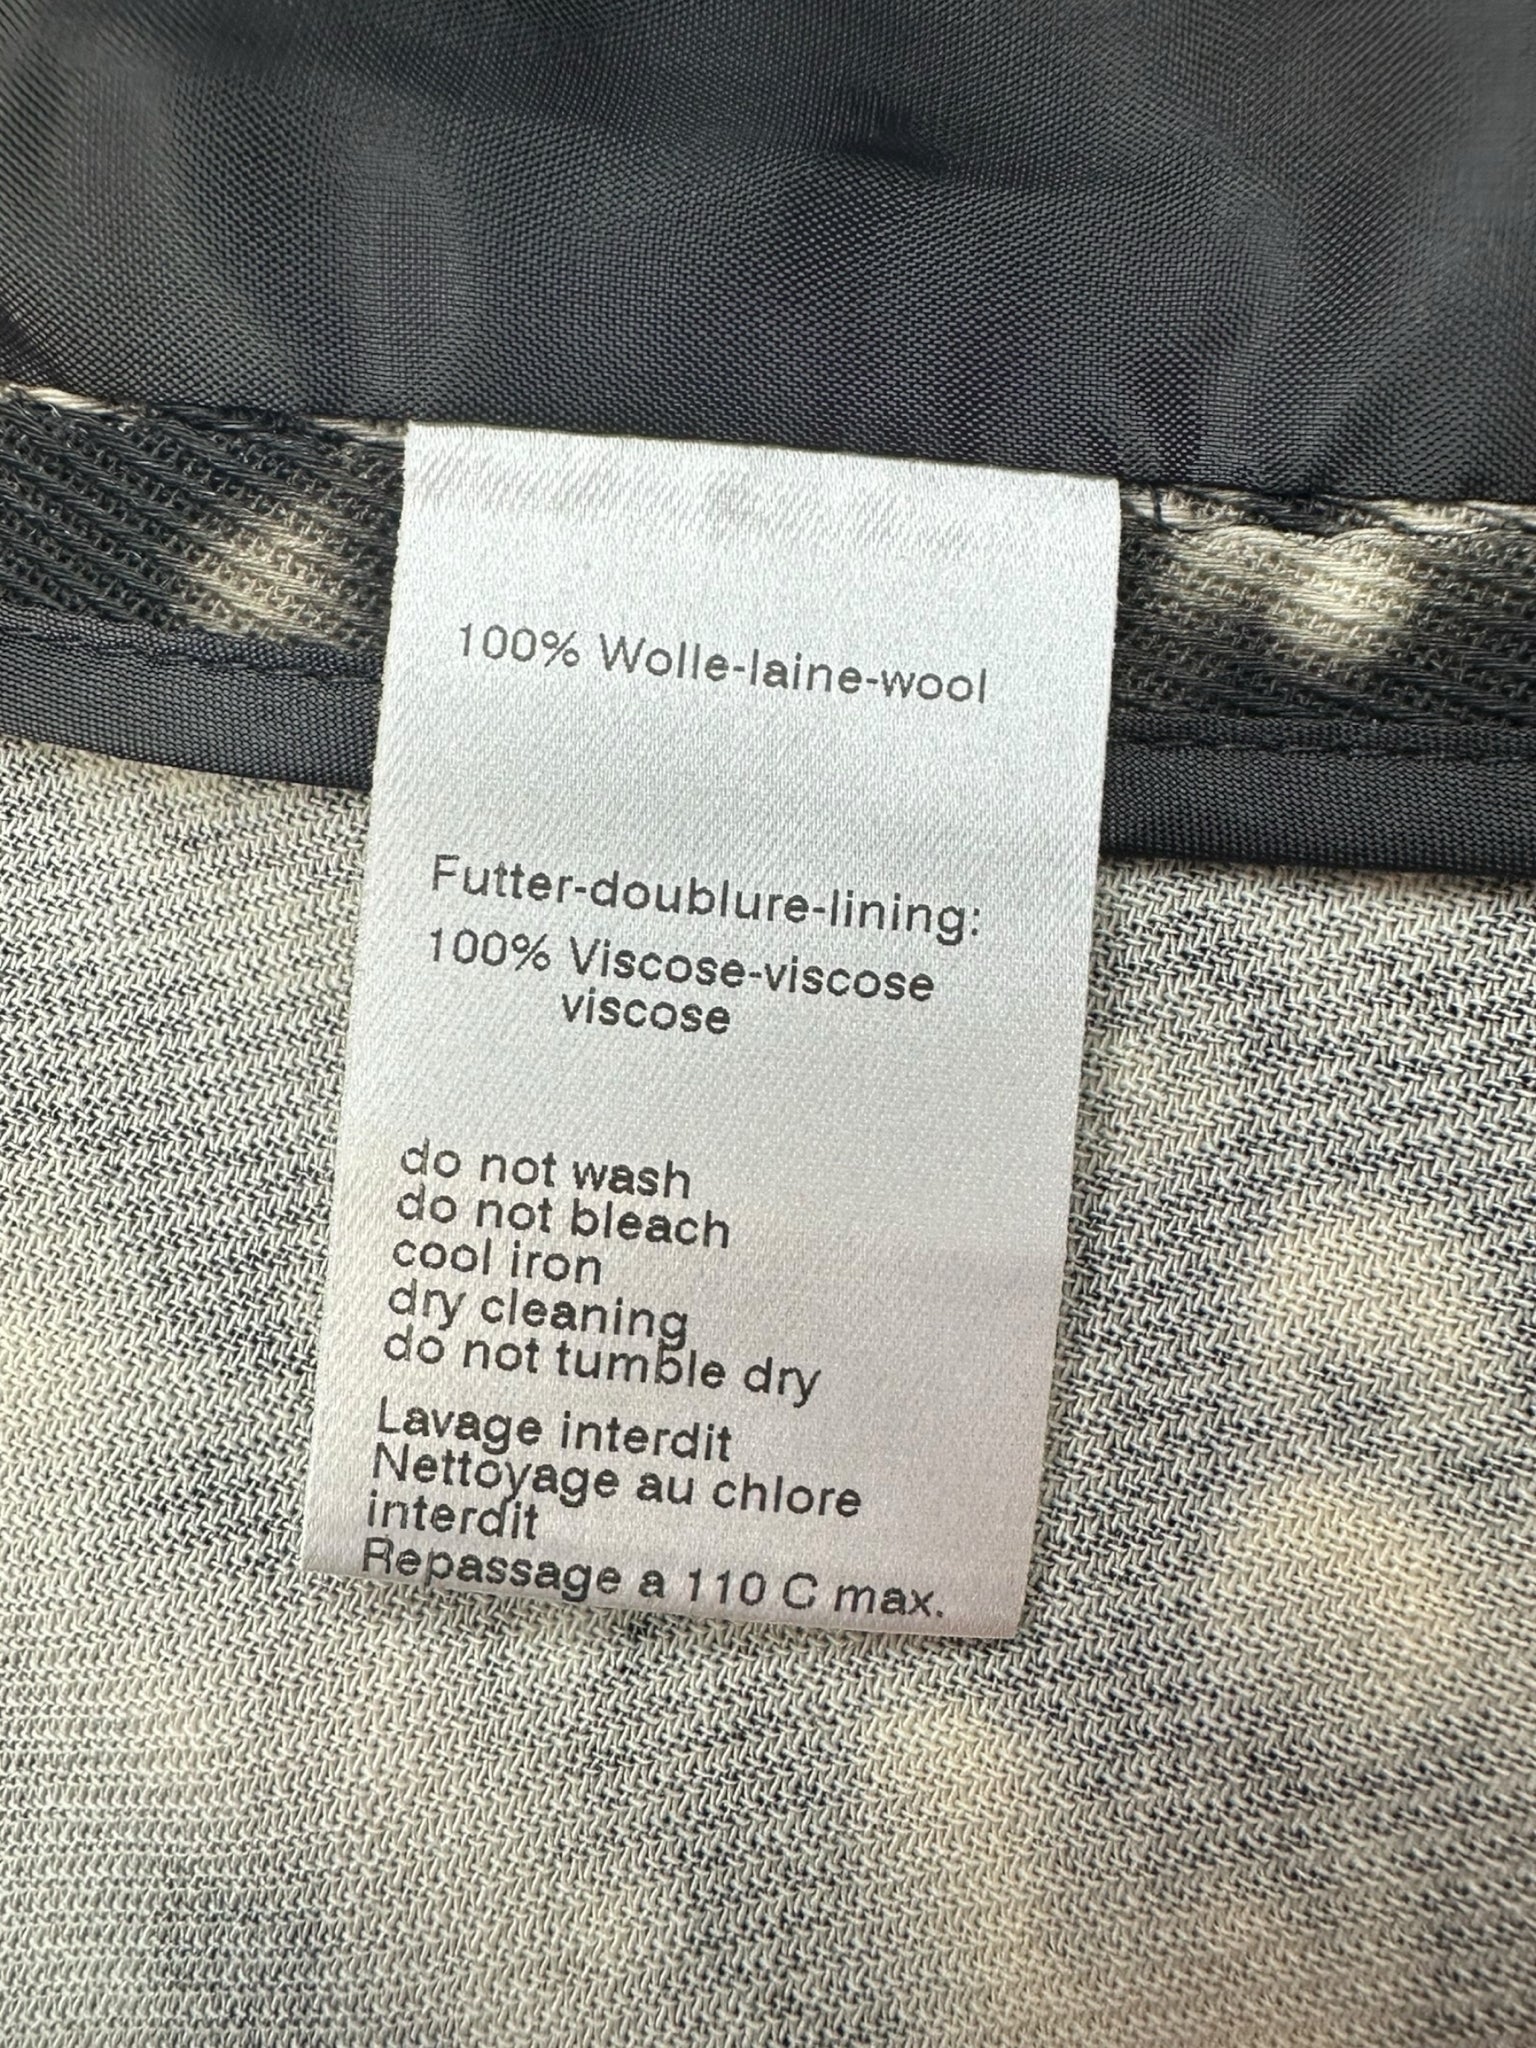 100% Wolle-laine-wool
Futter-doublure-lining:
100% Viscose-viscose
viscose
do not wash
do not bleach
cool iron
dry cleaning
do not tumble dry
Lavage interdit
Nettoyage au chlore
interdit
Repassage a 110 C max.